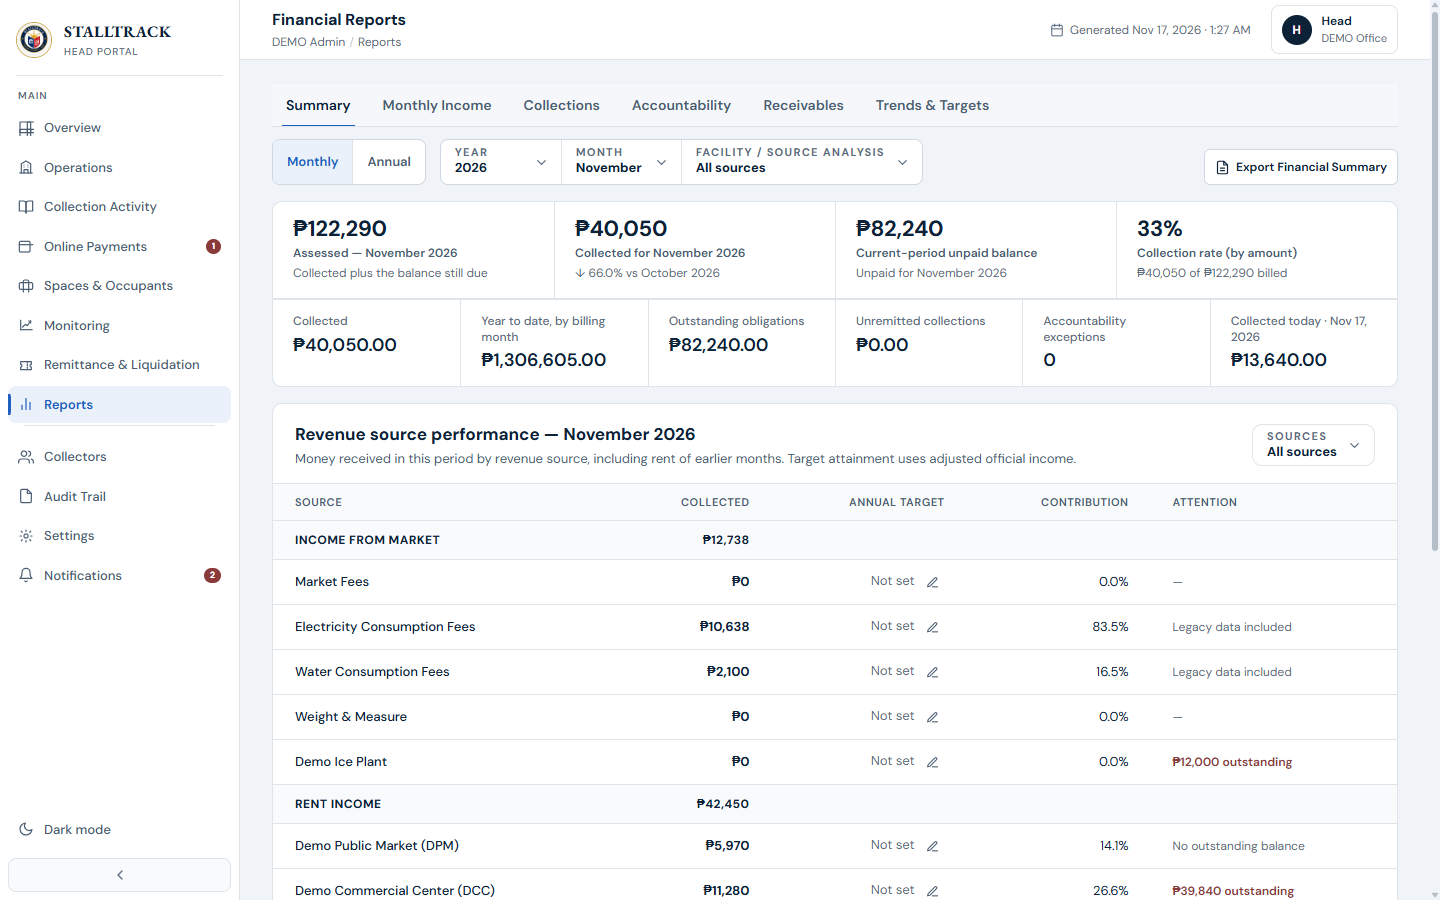 STALLTRACK
HEAD PORTAL
MAIN
Overview
Operations
Collection Activity
Online Payments 1
Spaces & Occupants
Monitoring
Remittance & Liquidation
Reports
Collectors
Audit Trail
Settings
Notifications 2
Dark mode
Financial Reports
DEMO Admin / Reports
Generated Nov 17, 2026 · 1:27 AM
H
Head
DEMO Office
Summary Monthly Income Collections Accountability Receivables Trends & Targets
Monthly Annual
YEAR
2026
MONTH
November
FACILITY / SOURCE ANALYSIS
All sources
Export Financial Summary
₱122,290
Assessed — November 2026
Collected plus the balance still due
₱40,050
Collected for November 2026
↓ 66.0% vs October 2026
₱82,240
Current-period unpaid balance
Unpaid for November 2026
33%
Collection rate (by amount)
₱40,050 of ₱122,290 billed
Collected
₱40,050.00
Year to date, by billing
month
₱1,306,605.00
Outstanding obligations
₱82,240.00
Unremitted collections
₱0.00
Accountability
exceptions
0
Collected today · Nov 17,
2026
₱13,640.00
Revenue source performance — November 2026
Money received in this period by revenue source, including rent of earlier months. Target attainment uses adjusted official income.
SOURCES
All sources
SOURCE COLLECTED ANNUAL TARGET CONTRIBUTION ATTENTION
INCOME FROM MARKET ₱12,738
Market Fees ₱0 Not set 0.0% —
Electricity Consumption Fees ₱10,638 Not set 83.5% Legacy data included
Water Consumption Fees ₱2,100 Not set 16.5% Legacy data included
Weight & Measure ₱0 Not set 0.0% —
Demo Ice Plant ₱0 Not set 0.0% ₱12,000 outstanding
RENT INCOME ₱42,450
Demo Public Market (DPM) ₱5,970 Not set 14.1% No outstanding balance
Demo Commercial Center (DCC) ₱11,280 Not set 26.6% ₱39,840 outstanding